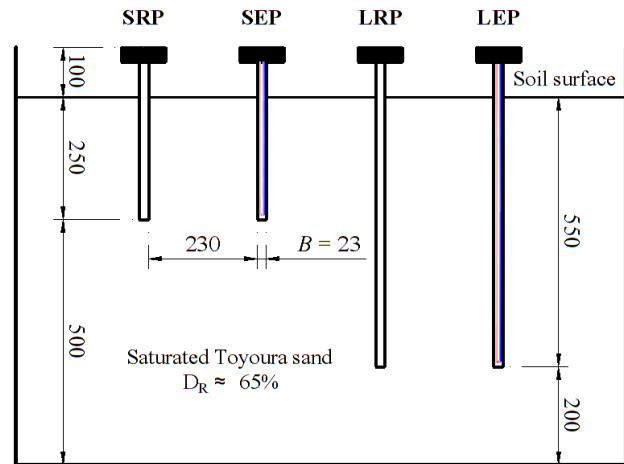 SRP SEP LRP LEP
100
Soil surface
250
550
230
B = 23
500
Saturated Toyoura sand
D_R ≈ 65%
200